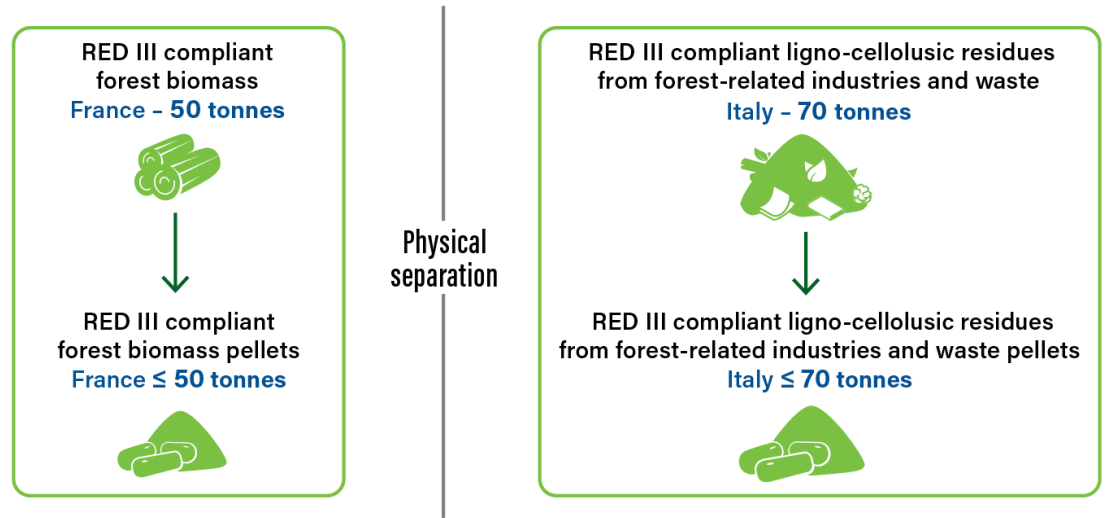 RED III compliant
forest biomass
France – 50 tonnes
RED III compliant
forest biomass pellets
France ≤ 50 tonnes
Physical
separation
RED III compliant ligno-cellolusic residues
from forest-related industries and waste
Italy – 70 tonnes
RED III compliant ligno-cellolusic residues
from forest-related industries and waste pellets
Italy ≤ 70 tonnes